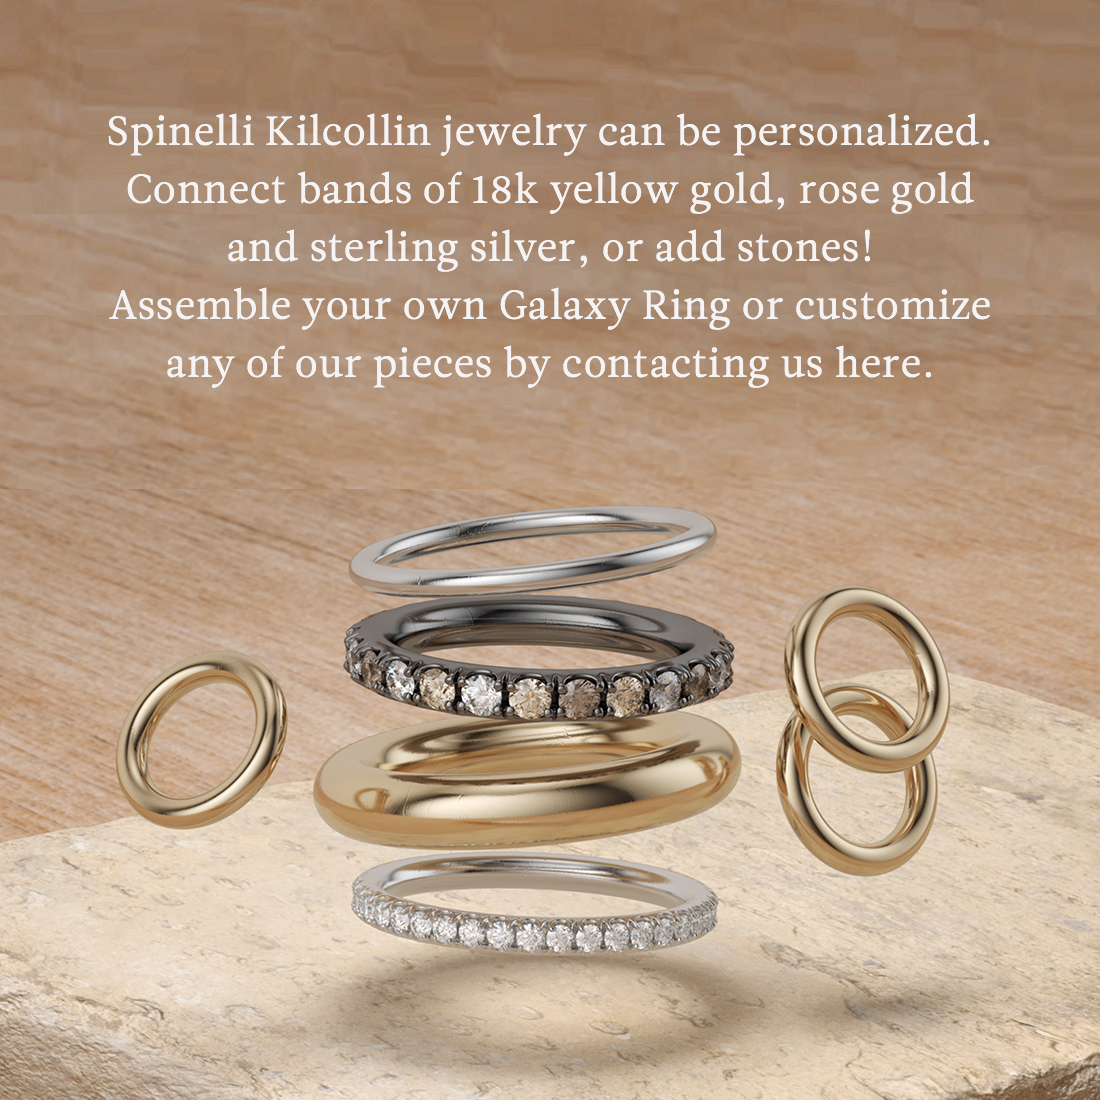 Spinelli Kilcollin jewelry can be personalized.
Connect bands of 18k yellow gold, rose gold
and sterling silver, or add stones!
Assemble your own Galaxy Ring or customize
any of our pieces by contacting us here.